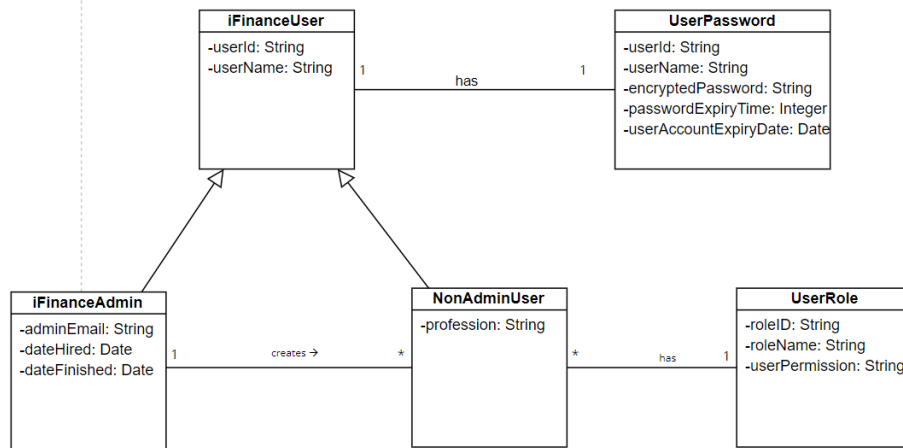 iFinanceUser
-userId: String
-userName: String
UserPassword
-userId: String
-userName: String
-encryptedPassword: String
-passwordExpiryTime: Integer
-userAccountExpiryDate: Date
1
has
1
iFinanceAdmin
-adminEmail: String
-dateHired: Date
-dateFinished: Date
1
creates →
*
NonAdminUser
-profession: String
*
has
1
UserRole
-roleID: String
-roleName: String
-userPermission: String